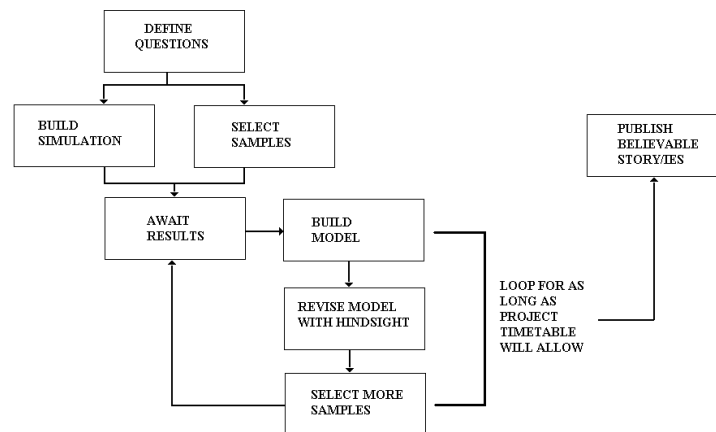 DEFINE
QUESTIONS
BUILD
SIMULATION
SELECT
SAMPLES
PUBLISH
BELIEVABLE
STORY/IES
AWAIT
RESULTS
BUILD
MODEL
REVISE MODEL
WITH HINDSIGHT
LOOP FOR AS
LONG AS
PROJECT
TIMETABLE
WILL ALLOW
SELECT MORE
SAMPLES